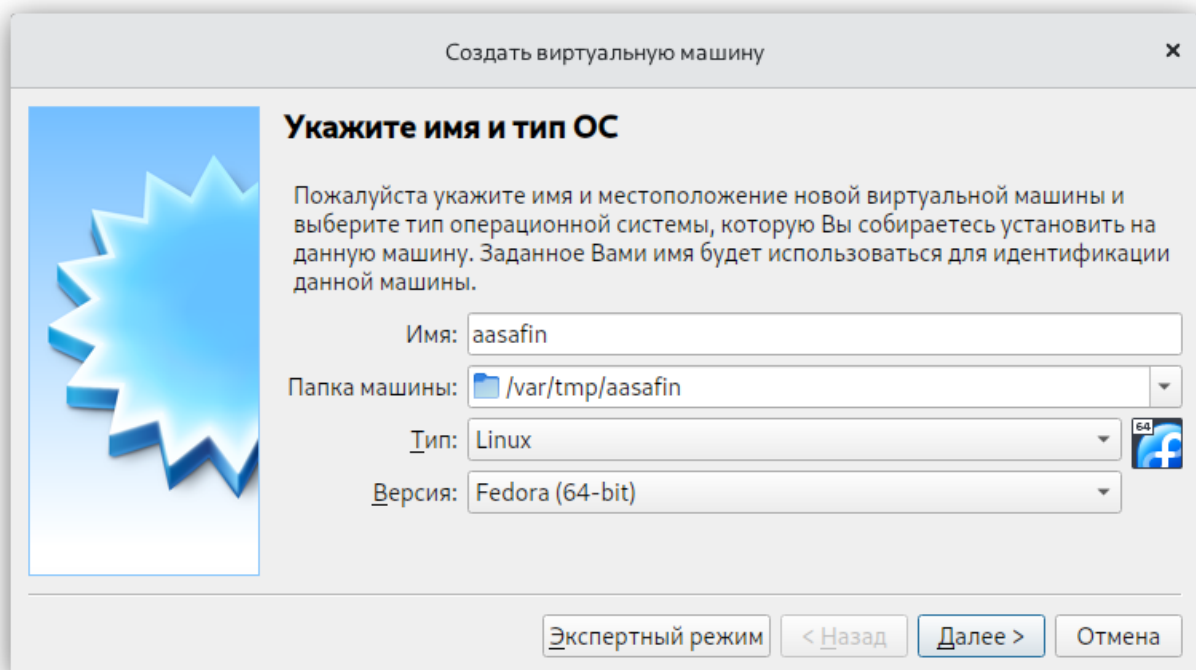 Создать виртуальную машину
Укажите имя и тип ОС
Пожалуйста укажите имя и местоположение новой виртуальной машины и
выберите тип операционной системы, которую Вы собираетесь установить на
данную машину. Заданное Вами имя будет использоваться для идентификации
данной машины.
Имя: aasafin
Папка машины: /var/tmp/aasafin
Тип: Linux
64
Версия: Fedora (64-bit)
Экспертный режим < Назад Далее > Отмена